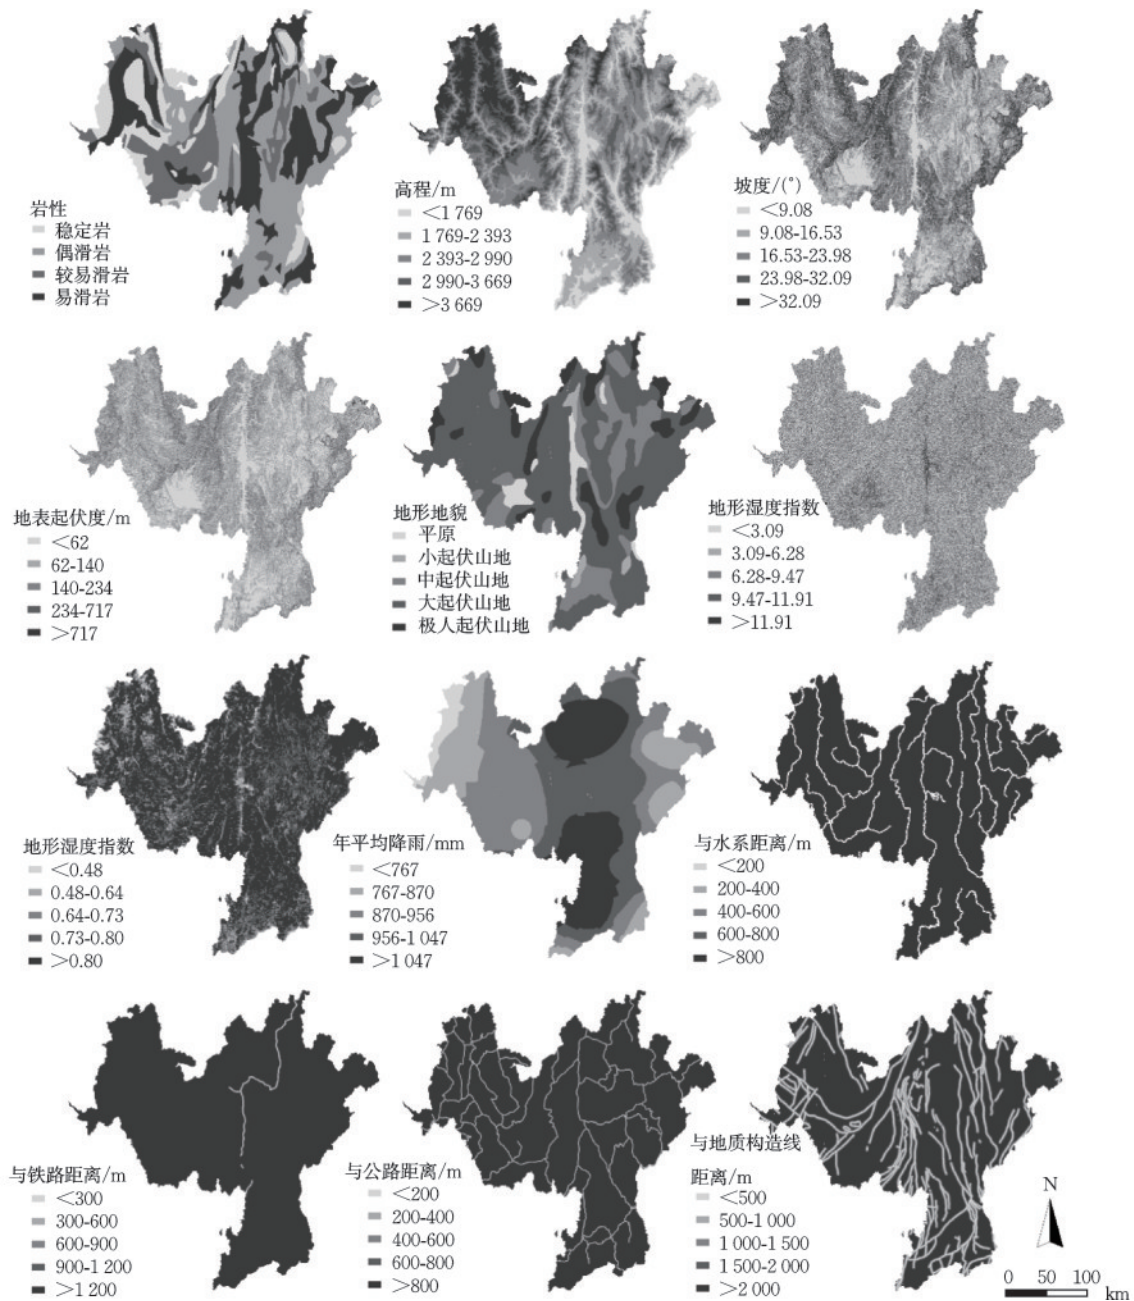 岩性
稳定岩
偶滑岩
较易滑岩
易滑岩
高程/m
<1 769
1 769-2 393
2 393-2 990
2 990-3 669
>3 669
坡度/(°)
<9.08
9.08-16.53
16.53-23.98
23.98-32.09
>32.09
地表起伏度/m
<62
62-140
140-234
234-717
>717
地形地貌
平原
小起伏山地
中起伏山地
大起伏山地
极人起伏山地
地形湿度指数
<3.09
3.09-6.28
6.28-9.47
9.47-11.91
>11.91
地形湿度指数
<0.48
0.48-0.64
0.64-0.73
0.73-0.80
>0.80
年平均降雨/mm
<767
767-870
870-956
956-1 047
>1 047
与水系距离/m
<200
200-400
400-600
600-800
>800
与铁路距离/m
<300
300-600
600-900
900-1 200
>1 200
与公路距离/m
<200
200-400
400-600
600-800
>800
与地质构造线
距离/m
<500
500-1 000
1 000-1 500
1 500-2 000
>2 000
N
0 50 100
km